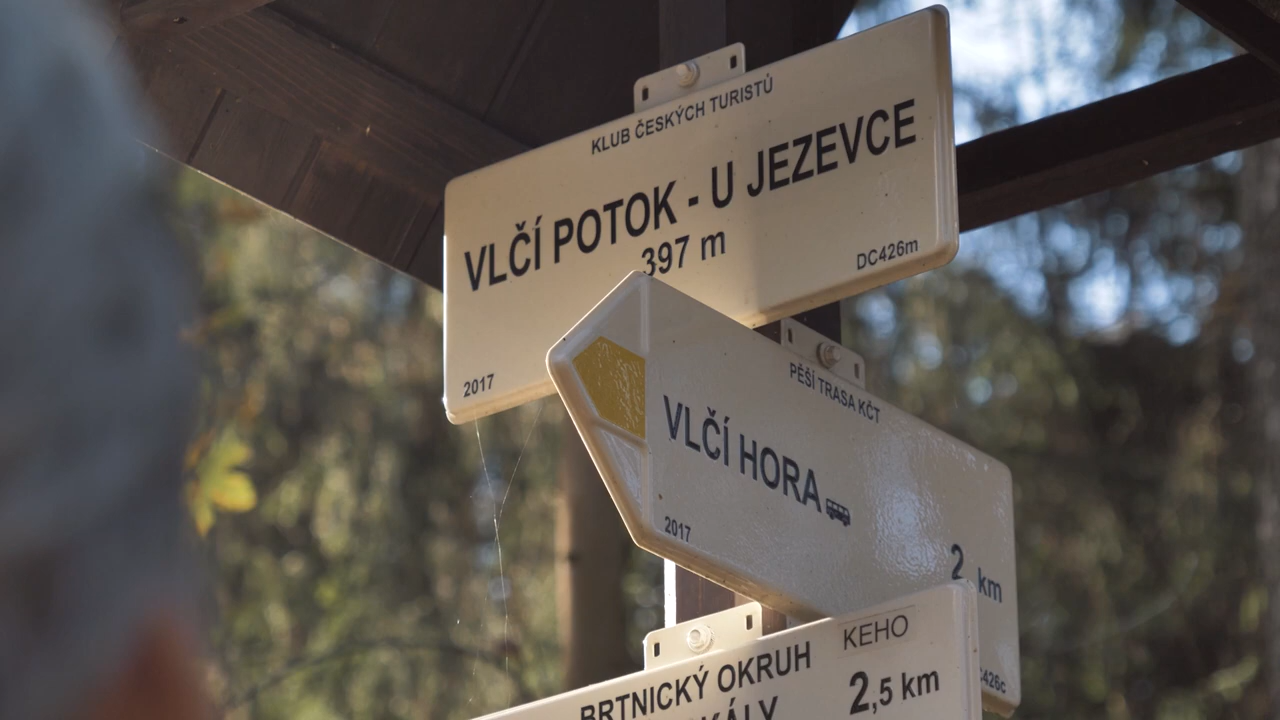 KLUB ČESKÝCH TURISTŮ
VLČÍ POTOK - U JEZEVCE
397 m
2017 DC426m
PĚŠÍ TRASA KČT
VLČÍ HORA
2 km
2017
KEHO
BRTNICKÝ OKRUH
2,5 km